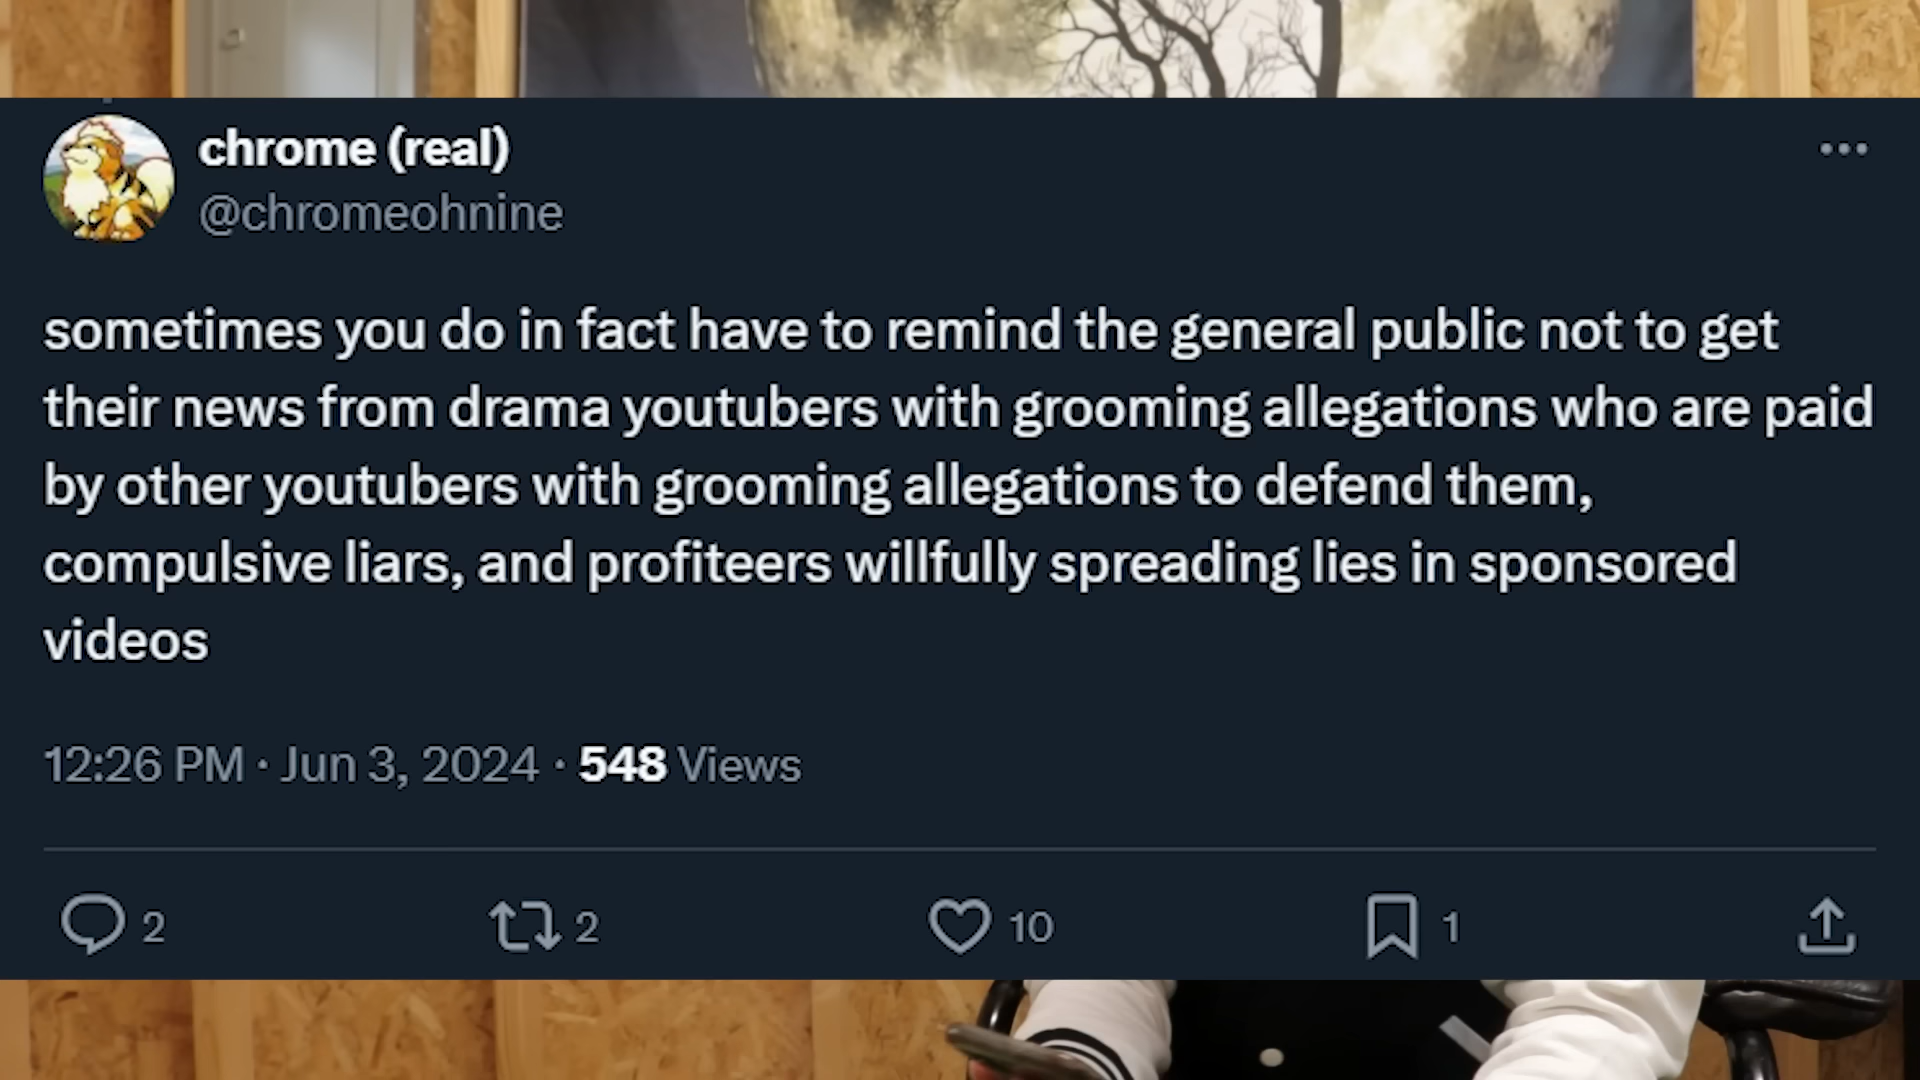 chrome (real)
@chromeohnine
sometimes you do in fact have to remind the general public not to get
their news from drama youtubers with grooming allegations who are paid
by other youtubers with grooming allegations to defend them,
compulsive liars, and profiteers willfully spreading lies in sponsored
videos
12:26 PM · Jun 3, 2024 · 548 Views
2 2 10 1